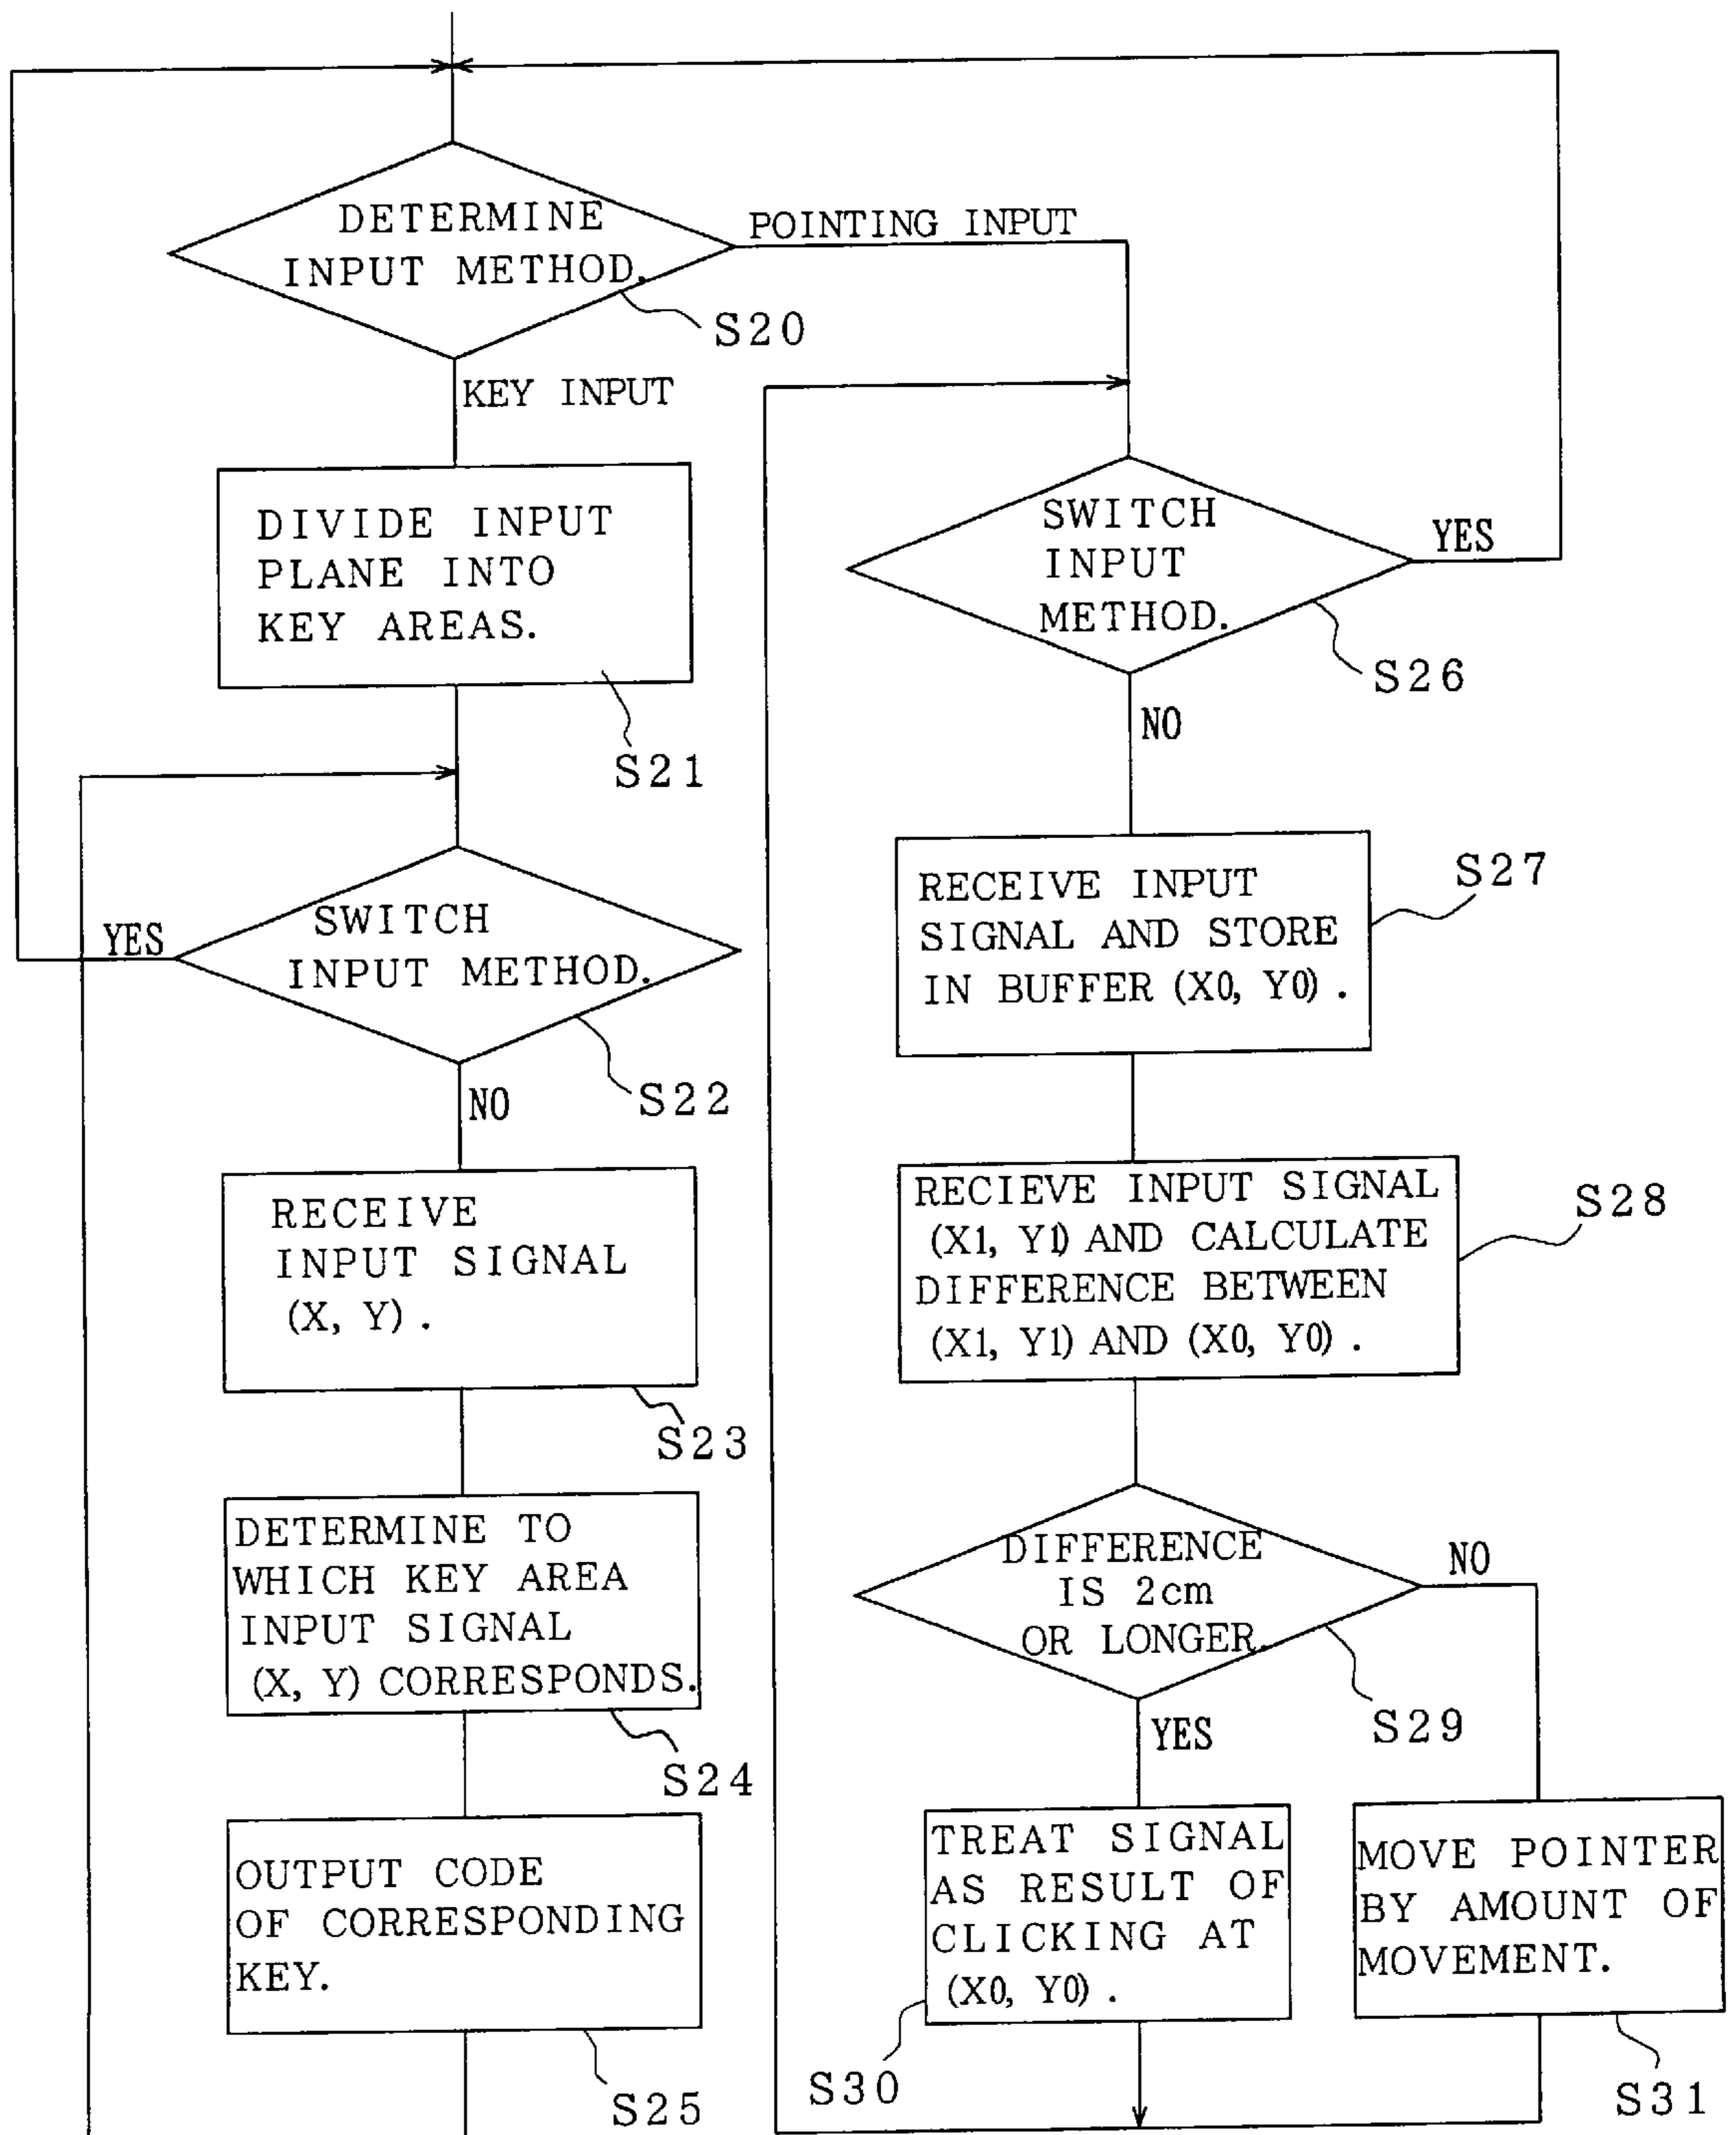 DETERMINE
INPUT METHOD.
S20
POINTING INPUT
KEY INPUT
DIVIDE INPUT
PLANE INTO
KEY AREAS.
S21
YES
SWITCH
INPUT METHOD.
S22
NO
RECEIVE
INPUT SIGNAL
(X, Y).
S23
DETERMINE TO
WHICH KEY AREA
INPUT SIGNAL
(X, Y) CORRESPONDS.
S24
OUTPUT CODE
OF CORRESPONDING
KEY.
S25
SWITCH
INPUT
METHOD.
YES
S26
NO
RECEIVE INPUT
SIGNAL AND STORE
IN BUFFER (X0, Y0).
S27
RECIEVE INPUT SIGNAL
(X1, Y1) AND CALCULATE
DIFFERENCE BETWEEN
(X1, Y1) AND (X0, Y0).
S28
DIFFERENCE
IS 2cm
OR LONGER.
NO
S29
YES
TREAT SIGNAL
AS RESULT OF
CLICKING AT
(X0, Y0).
S30
MOVE POINTER
BY AMOUNT OF
MOVEMENT.
S31